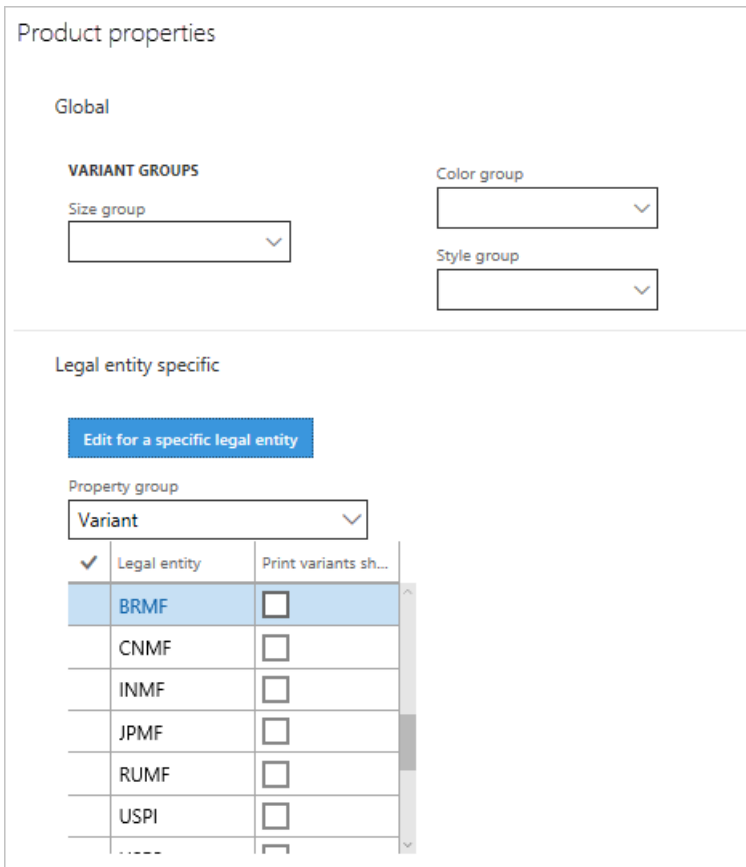 Product properties
Global
VARIANT GROUPS
Size group
Color group
Style group
Legal entity specific
Edit for a specific legal entity
Property group
Variant
Legal entity Print variants sh...
BRMF
CNMF
INMF
JPMF
RUMF
USPI